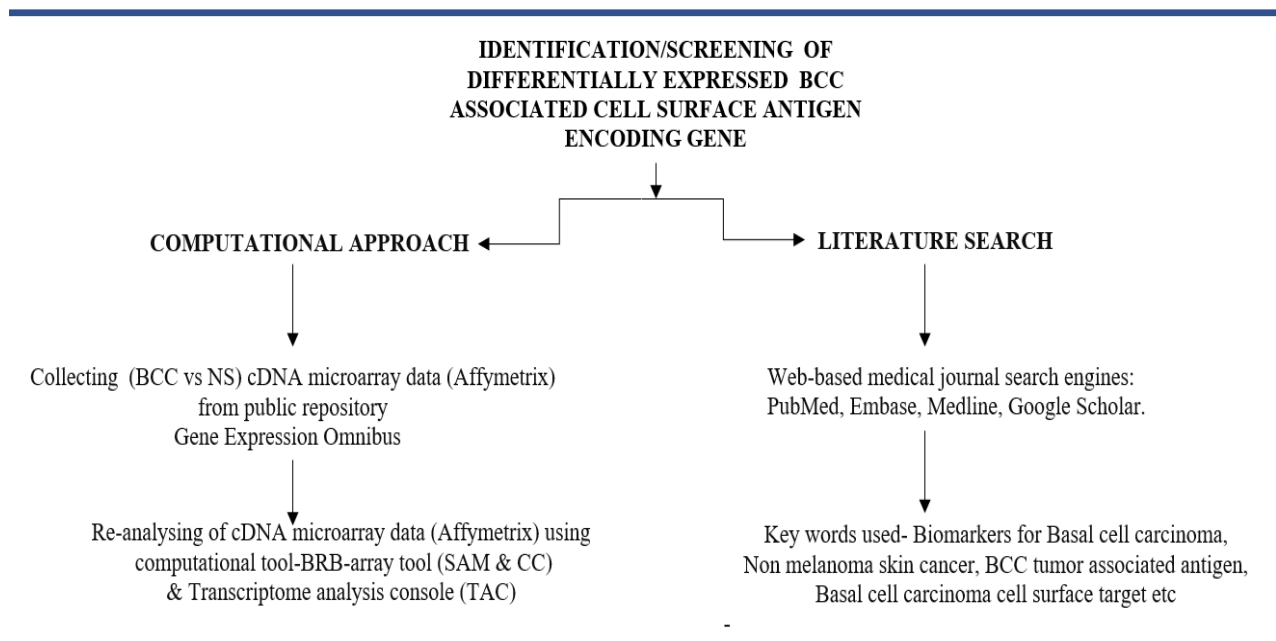 IDENTIFICATION/SCREENING OF
DIFFERENTIALLY EXPRESSED BCC
ASSOCIATED CELL SURFACE ANTIGEN
ENCODING GENE
COMPUTATIONAL APPROACH
LITERATURE SEARCH
Collecting (BCC vs NS) cDNA microarray data (Affymetrix)
from public repository
Gene Expression Omnibus
Web-based medical journal search engines:
PubMed, Embase, Medline, Google Scholar.
Re-analysing of cDNA microarray data (Affymetrix) using
computational tool-BRB-array tool (SAM & CC)
& Transcriptome analysis console (TAC)
Key words used- Biomarkers for Basal cell carcinoma,
Non melanoma skin cancer, BCC tumor associated antigen,
Basal cell carcinoma cell surface target etc
-